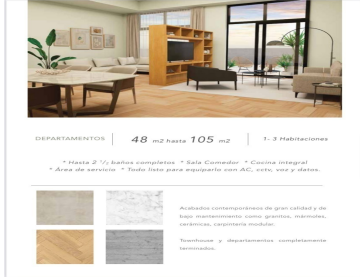 DEPARTAMENTOS
48 m2 hasta 105 m2
1- 3 Habitaciones
* Hasta 2 ½ baños completos * Sala Comedor * Cocina integral
* Área de servicio * Todo listo para equiparlo con AC, cctv, voz y datos.
Acabados contemporáneos de gran calidad y de
bajo mantenimiento como granitos, mármoles,
cerámicas, carpintería modular.
Townhouse y departamentos completamente
terminados.